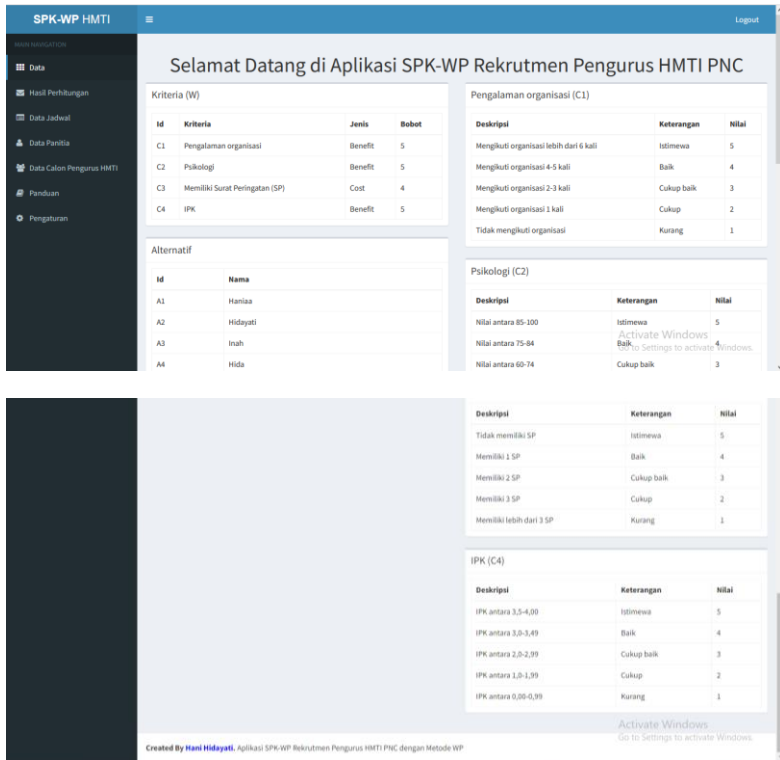 SPK-WP HMTI
Logout
MAIN NAVIGATION
Data
Hasil Perhitungan
Data Jadwal
Data Panitia
Data Calon Pengurus HMTI
Panduan
Pengaturan
Selamat Datang di Aplikasi SPK-WP Rekrutmen Pengurus HMTI PNC
Kriteria (W)
Id Kriteria Jenis Bobot
C1 Pengalaman organisasi Benefit 5
C2 Psikologi Benefit 5
C3 Memiliki Surat Peringatan (SP) Cost 4
C4 IPK Benefit 5
Alternatif
Id Nama
A1 Haniaa
A2 Hidayati
A3 Inah
A4 Hida
Pengalaman organisasi (C1)
Deskripsi Keterangan Nilai
Mengikuti organisasi lebih dari 6 kali Istimewa 5
Mengikuti organisasi 4-5 kali Baik 4
Mengikuti organisasi 2-3 kali Cukup baik 3
Mengikuti organisasi 1 kali Cukup 2
Tidak mengikuti organisasi Kurang 1
Psikologi (C2)
Deskripsi Keterangan Nilai
Nilai antara 85-100 Istimewa 5
Nilai antara 75-84 Baik 4
Nilai antara 60-74 Cukup baik 3
Activate Windows
Go to Settings to activate Windows.
Deskripsi Keterangan Nilai
Tidak memiliki SP Istimewa 5
Memiliki 1 SP Baik 4
Memiliki 2 SP Cukup baik 3
Memiliki 3 SP Cukup 2
Memiliki lebih dari 3 SP Kurang 1
IPK (C4)
Deskripsi Keterangan Nilai
IPK antara 3,5-4,00 Istimewa 5
IPK antara 3,0-3,49 Baik 4
IPK antara 2,0-2,99 Cukup baik 3
IPK antara 1,0-1,99 Cukup 2
IPK antara 0,00-0,99 Kurang 1
Activate Windows
Go to Settings to activate Windows.
Created By Hani Hidayati. Aplikasi SPK-WP Rekrutmen Pengurus HMTI PNC dengan Metode WP